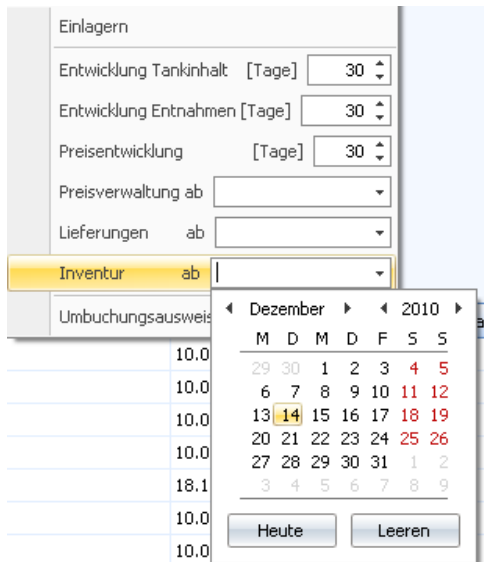 Einlagern
Entwicklung Tankinhalt [Tage] 30
Entwicklung Entnahmen [Tage] 30
Preisentwicklung [Tage] 30
Preisverwaltung ab
Lieferungen ab
Inventur ab
Umbuchungsausweis
Dezember 2010
M D M D F S S
29 30 1 2 3 4 5
6 7 8 9 10 11 12
13 14 15 16 17 18 19
20 21 22 23 24 25 26
27 28 29 30 31 1 2
3 4 5 6 7 8 9
Heute Leeren
10.0
10.0
10.0
10.0
18.1
10.0
10.0